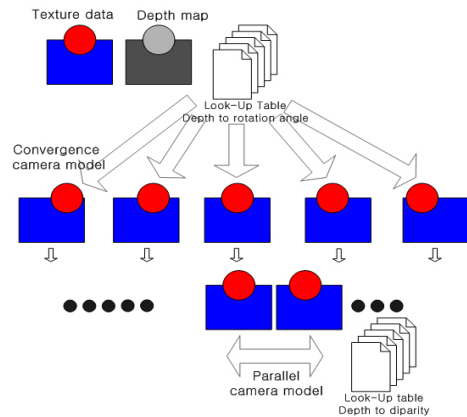 Texture data
Depth map
Look-Up Table
Depth to rotation angle
Convergence
camera model
Parallel
camera model
Look-Up table
Depth to diparity